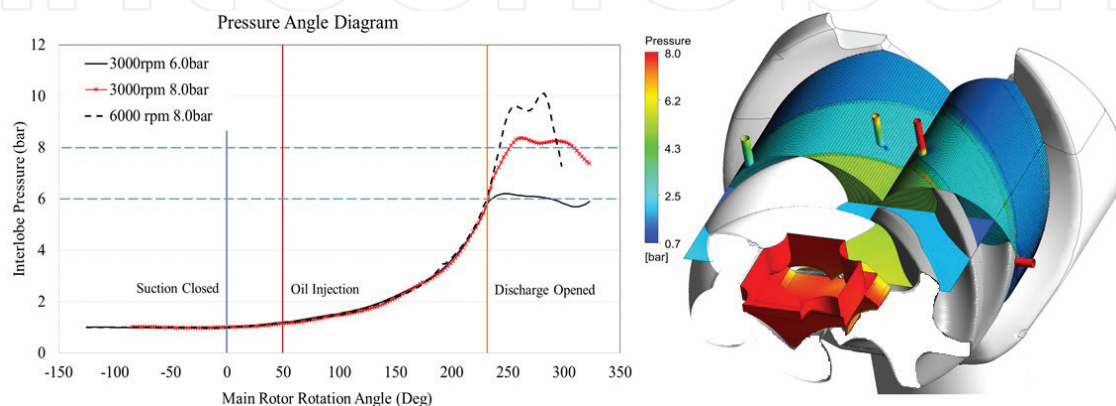 Pressure Angle Diagram
12
10
8
6
4
2
0
Interlobe Pressure (bar)
3000rpm 6.0bar
3000rpm 8.0bar
6000 rpm 8.0bar
Suction Closed
Oil Injection
Discharge Opened
-150 -100 -50 -0 50 100 150 200 250 300 350
Main Rotor Rotation Angle (Deg)
Pressure
8.0
6.2
4.3
2.5
0.7
[bar]